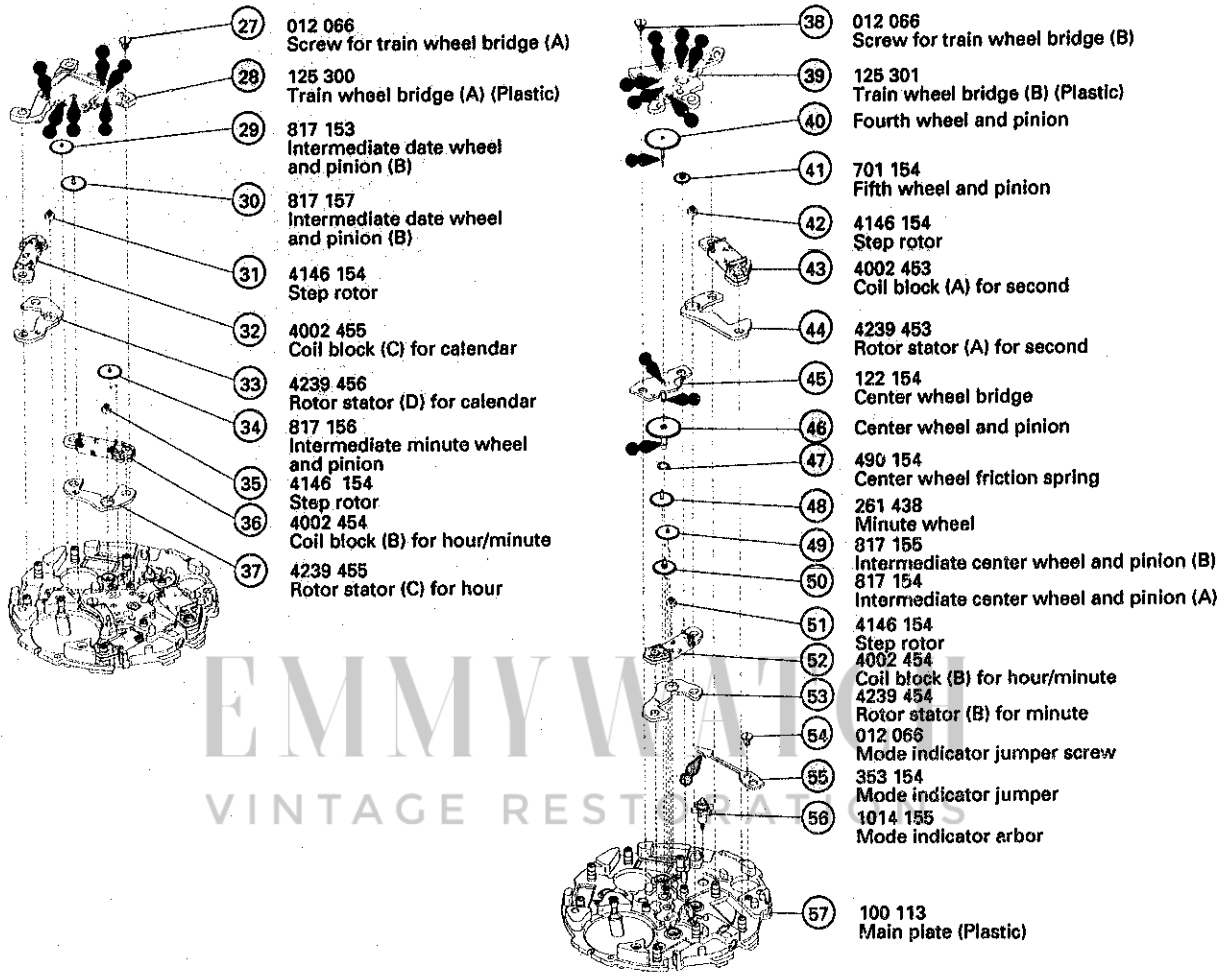 27 012 066
Screw for train wheel bridge (A)
28 125 300
Train wheel bridge (A) (Plastic)
29 817 153
Intermediate date wheel
and pinion (B)
30 817 157
Intermediate date wheel
and pinion (B)
31 4146 154
Step rotor
32 4002 455
Coil block (C) for calendar
33 4239 456
Rotor stator (D) for calendar
34 817 156
Intermediate minute wheel
and pinion
35 4146 154
Step rotor
36 4002 454
Coil block (B) for hour/minute
37 4239 455
Rotor stator (C) for hour
38 012 066
Screw for train wheel bridge (B)
39 125 301
Train wheel bridge (B) (Plastic)
40 Fourth wheel and pinion
41 701 154
Fifth wheel and pinion
42 4146 154
Step rotor
43 4002 453
Coil block (A) for second
44 4239 453
Rotor stator (A) for second
45 122 154
Center wheel bridge
46 Center wheel and pinion
47 490 154
Center wheel friction spring
48 261 438
Minute wheel
49 817 155
Intermediate center wheel and pinion (B)
50 817 154
Intermediate center wheel and pinion (A)
51 4146 154
Step rotor
52 4002 454
Coil block (B) for hour/minute
53 4239 454
Rotor stator (B) for minute
54 012 066
Mode indicator jumper screw
55 353 154
Mode indicator jumper
56 1014 155
Mode indicator arbor
57 100 113
Main plate (Plastic)
EMMYWATCH
VINTAGE RESTORATIONS